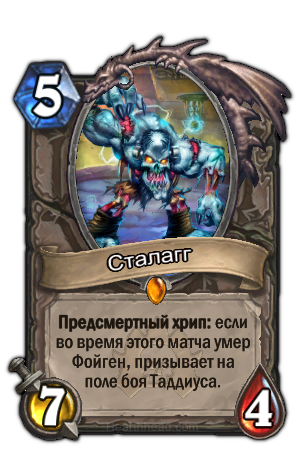 5
Сталагг
Предсмертный хрип: если
во время этого матча умер
Фойген, призывает на
поле боя Таддиуса.
7
4